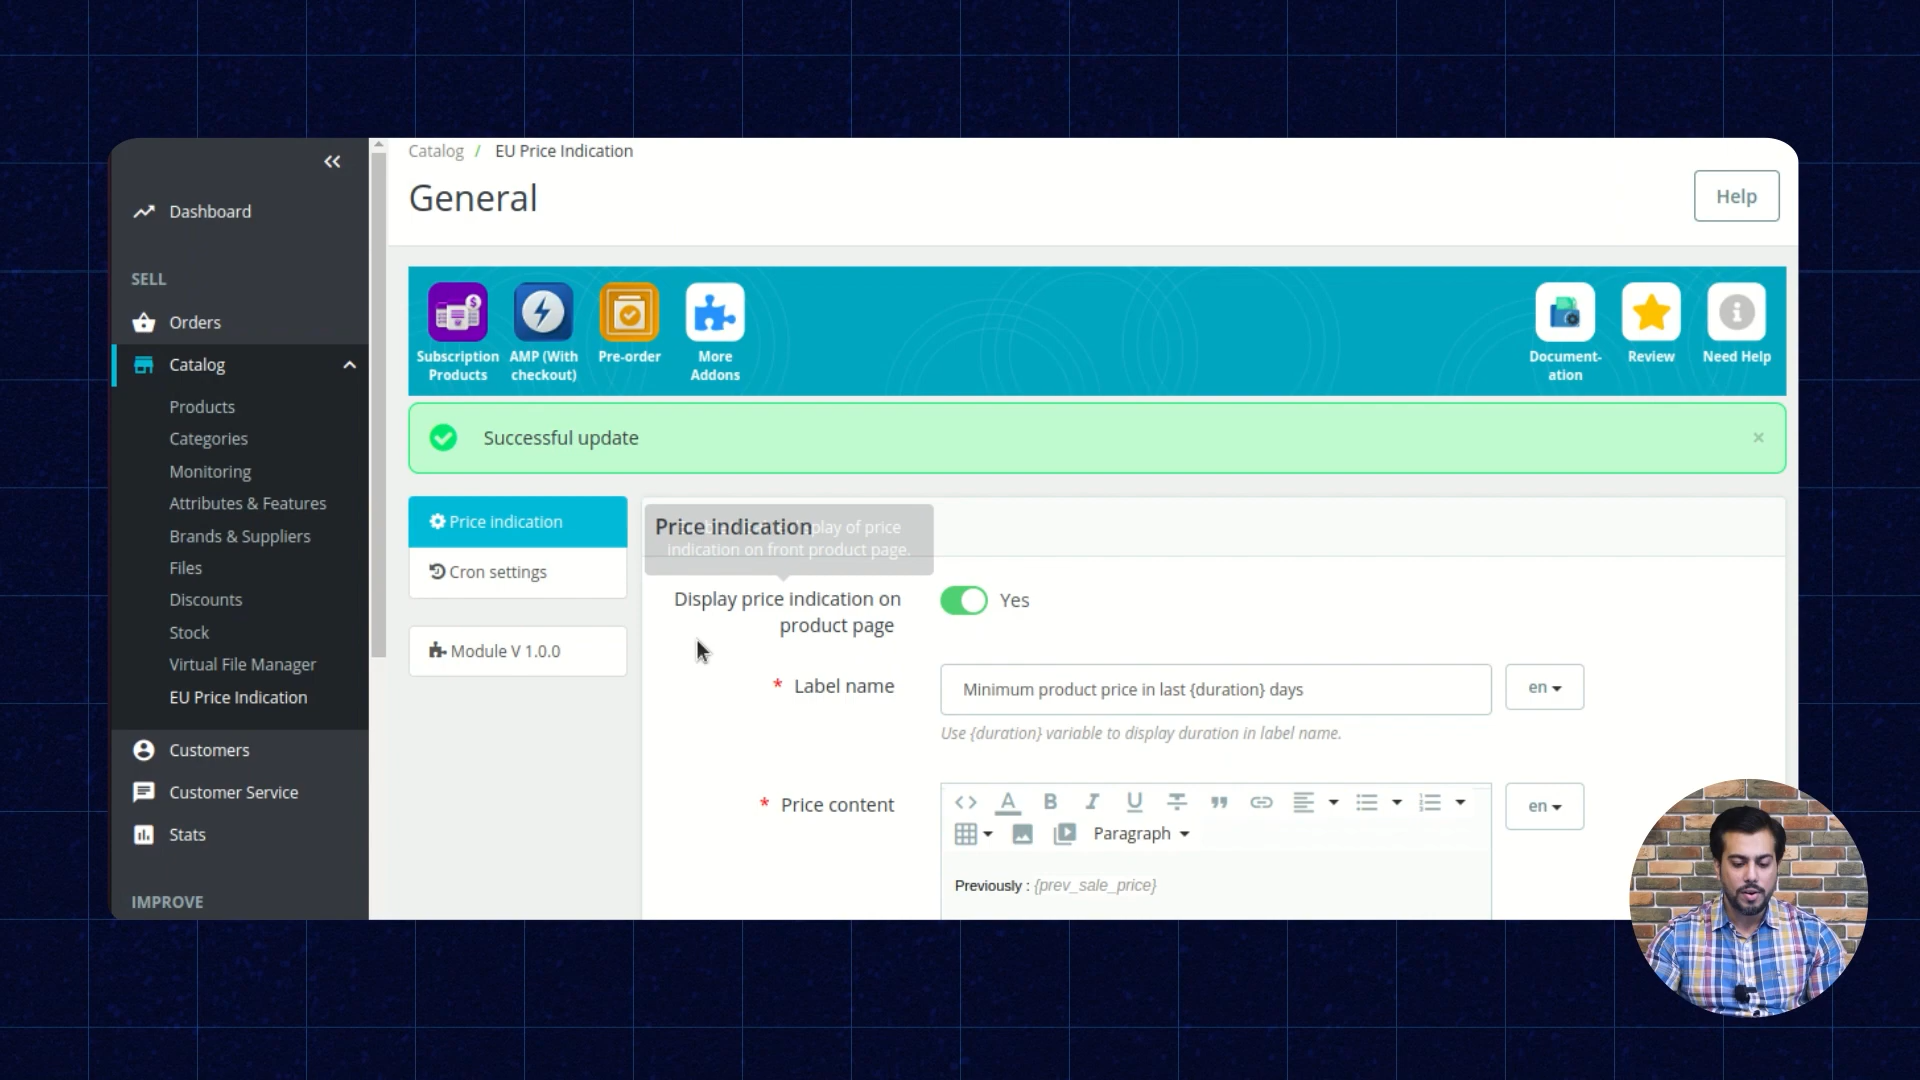 Catalog / EU Price Indication
General
Help
Dashboard
SELL
Orders
Catalog
Products
Categories
Monitoring
Attributes & Features
Brands & Suppliers
Files
Discounts
Stock
Virtual File Manager
EU Price Indication
Customers
Customer Service
Stats
IMPROVE
Subscription
Products
AMP (With
checkout)
Pre-order
More
Addons
Document-
ation
Review
Need Help
Successful update
×
Price indication
Cron settings
Module V 1.0.0
Price indication
display of price
indication on front product page.
Display price indication on
product page
Yes
* Label name
Minimum product price in last {duration} days
en
Use {duration} variable to display duration in label name.
* Price content
Paragraph
en
Previously : {prev_sale_price}